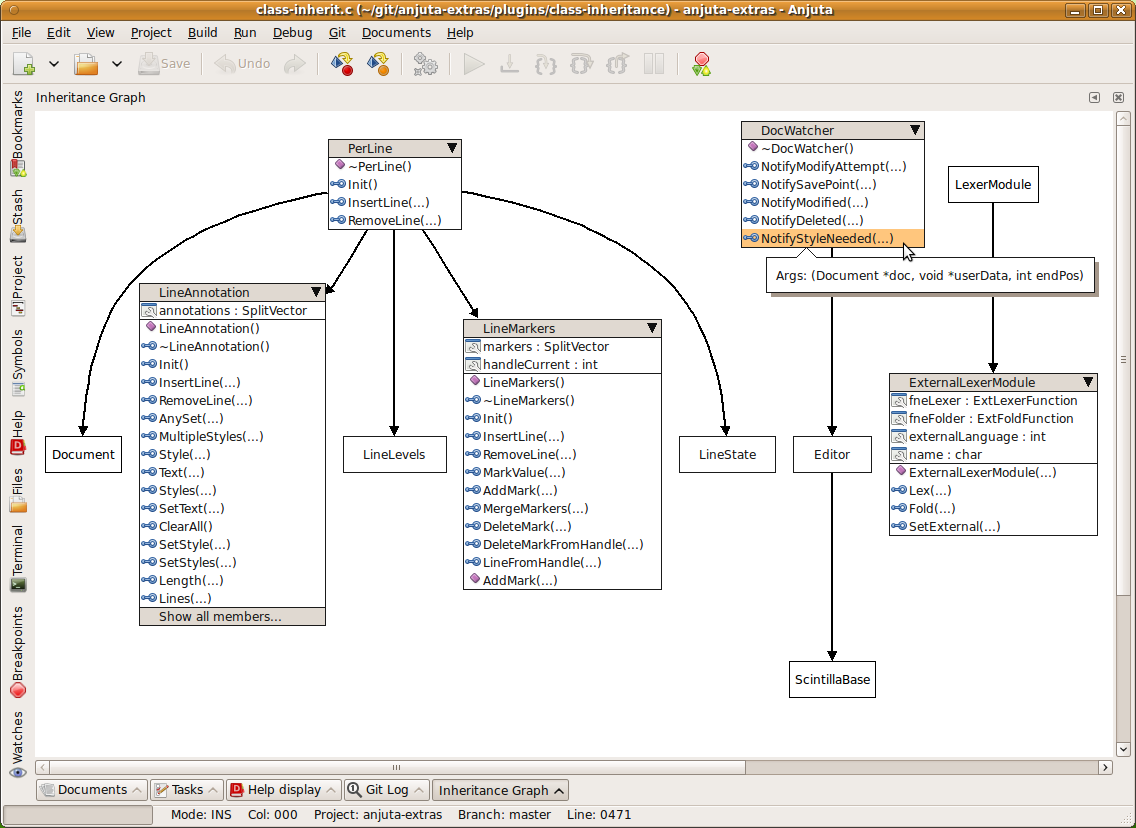 class-inherit.c (~/git/anjuta-extras/plugins/class-inheritance) - anjuta-extras - Anjuta
File Edit View Project Build Run Debug Git Documents Help
Save Undo
Inheritance Graph
Bookmarks
Stash
Project
Symbols
Help
Files
Terminal
Breakpoints
Watches
PerLine
~PerLine()
Init()
InsertLine(...)
RemoveLine(...)
DocWatcher
~DocWatcher()
NotifyModifyAttempt(...)
NotifySavePoint(...)
NotifyModified(...)
NotifyDeleted(...)
NotifyStyleNeeded(...)
LexerModule
Args: (Document *doc, void *userData, int endPos)
Document
LineAnnotation
annotations : SplitVector
LineAnnotation()
~LineAnnotation()
Init()
InsertLine(...)
RemoveLine(...)
AnySet(...)
MultipleStyles(...)
Style(...)
Text(...)
Styles(...)
SetText(...)
ClearAll()
SetStyle(...)
SetStyles(...)
Length(...)
Lines(...)
Show all members...
LineLevels
LineMarkers
markers : SplitVector
handleCurrent : int
LineMarkers()
~LineMarkers()
Init()
InsertLine(...)
RemoveLine(...)
MarkValue(...)
AddMark(...)
MergeMarkers(...)
DeleteMark(...)
DeleteMarkFromHandle(...)
LineFromHandle(...)
AddMark(...)
LineState
Editor
ExternalLexerModule
fneLexer : ExtLexerFunction
fneFolder : ExtFoldFunction
externalLanguage : int
name : char
ExternalLexerModule(...)
Lex(...)
Fold(...)
SetExternal(...)
ScintillaBase
Documents Tasks Help display Git Log Inheritance Graph
Mode: INS Col: 000 Project: anjuta-extras Branch: master Line: 0471